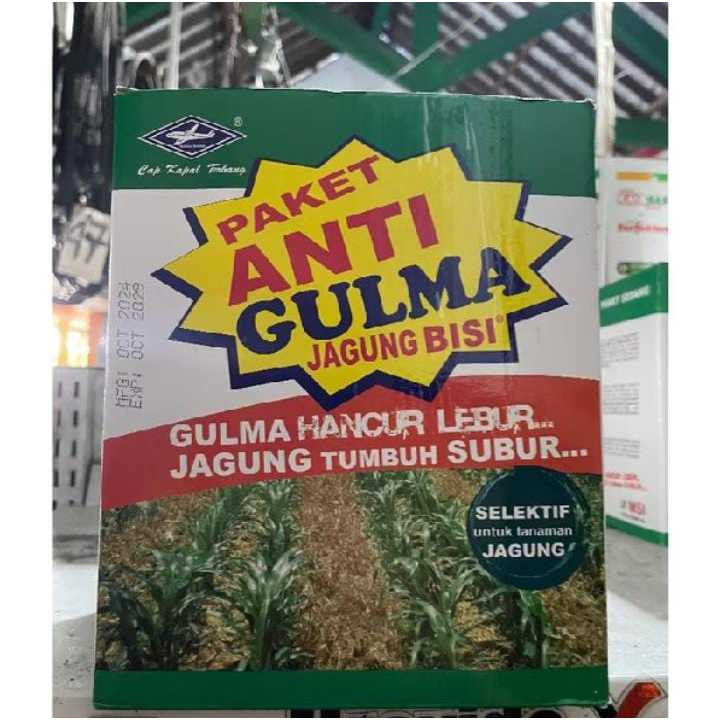 ®
Cap Kapal Terbang
PAKET
ANTI
GULMA
JAGUNG BISI®
MFG: OCT 2024
EXP: OCT 2029
GULMA HANCUR LEBUR...
JAGUNG TUMBUH SUBUR...
SELEKTIF
untuk tanaman
JAGUNG